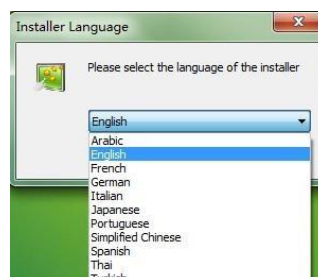 Installer Language
Please select the language of the installer
English
Arabic
English
French
German
Italian
Japanese
Portuguese
Simplified Chinese
Spanish
Thai
Turkish